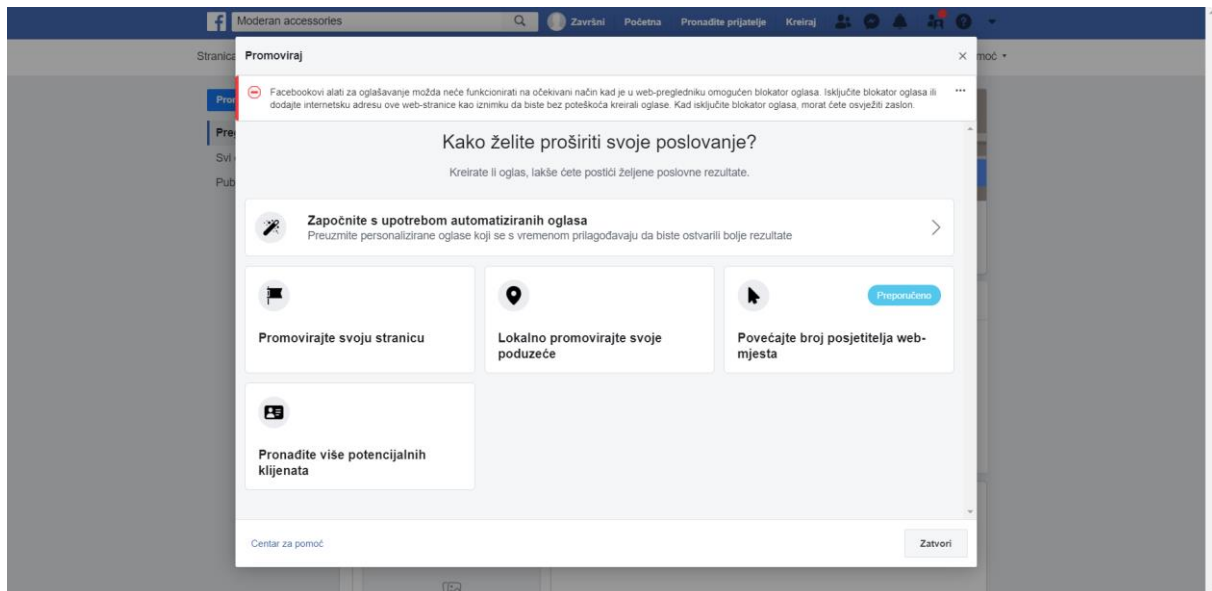 Moderan accessories
Završni Početna Pronađite prijatelje Kreiraj
Stranica
Promoviraj
moć
Facebookovi alati za oglašavanje možda neće funkcionirati na očekivani način kad je u web-pregledniku omogućen blokator oglasa. Isključite blokator oglasa ili
dodajte internetsku adresu ove web-stranice kao iznimku da biste bez poteškoća kreirali oglase. Kad isključite blokator oglasa, morat ćete osvježiti zaslon.
Pre
Svi
Pub
Kako želite proširiti svoje poslovanje?
Kreirate li oglas, lakše ćete postići željene poslovne rezultate.
Započnite s upotrebom automatiziranih oglasa
Preuzmite personalizirane oglase koji se s vremenom prilagođavaju da biste ostvarili bolje rezultate
Promovirajte svoju stranicu
Lokalno promovirajte svoje
poduzeće
Preporučeno
Povećajte broj posjetitelja web-
mjesta
Pronađite više potencijalnih
klijenata
Centar za pomoć
Zatvori